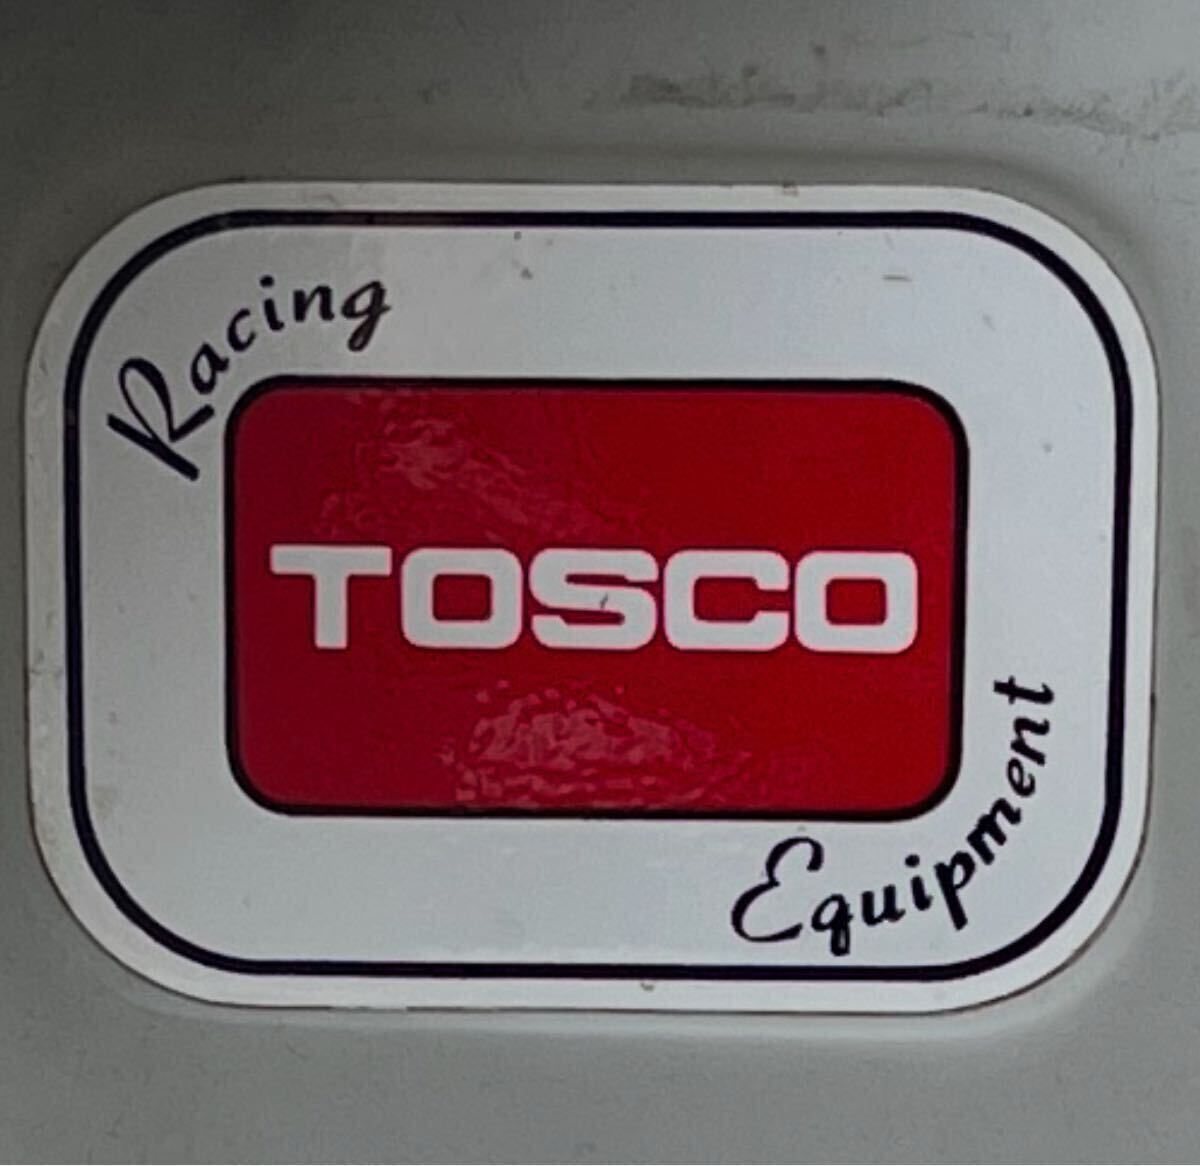 Racing
TOSCO
Equipment